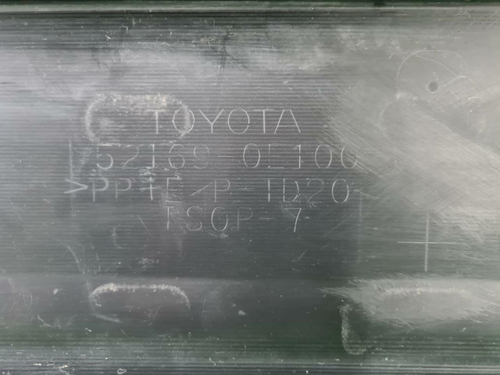 TOYOTA
52169-0E100
>PP+E/P-TD20<
TSOP-7